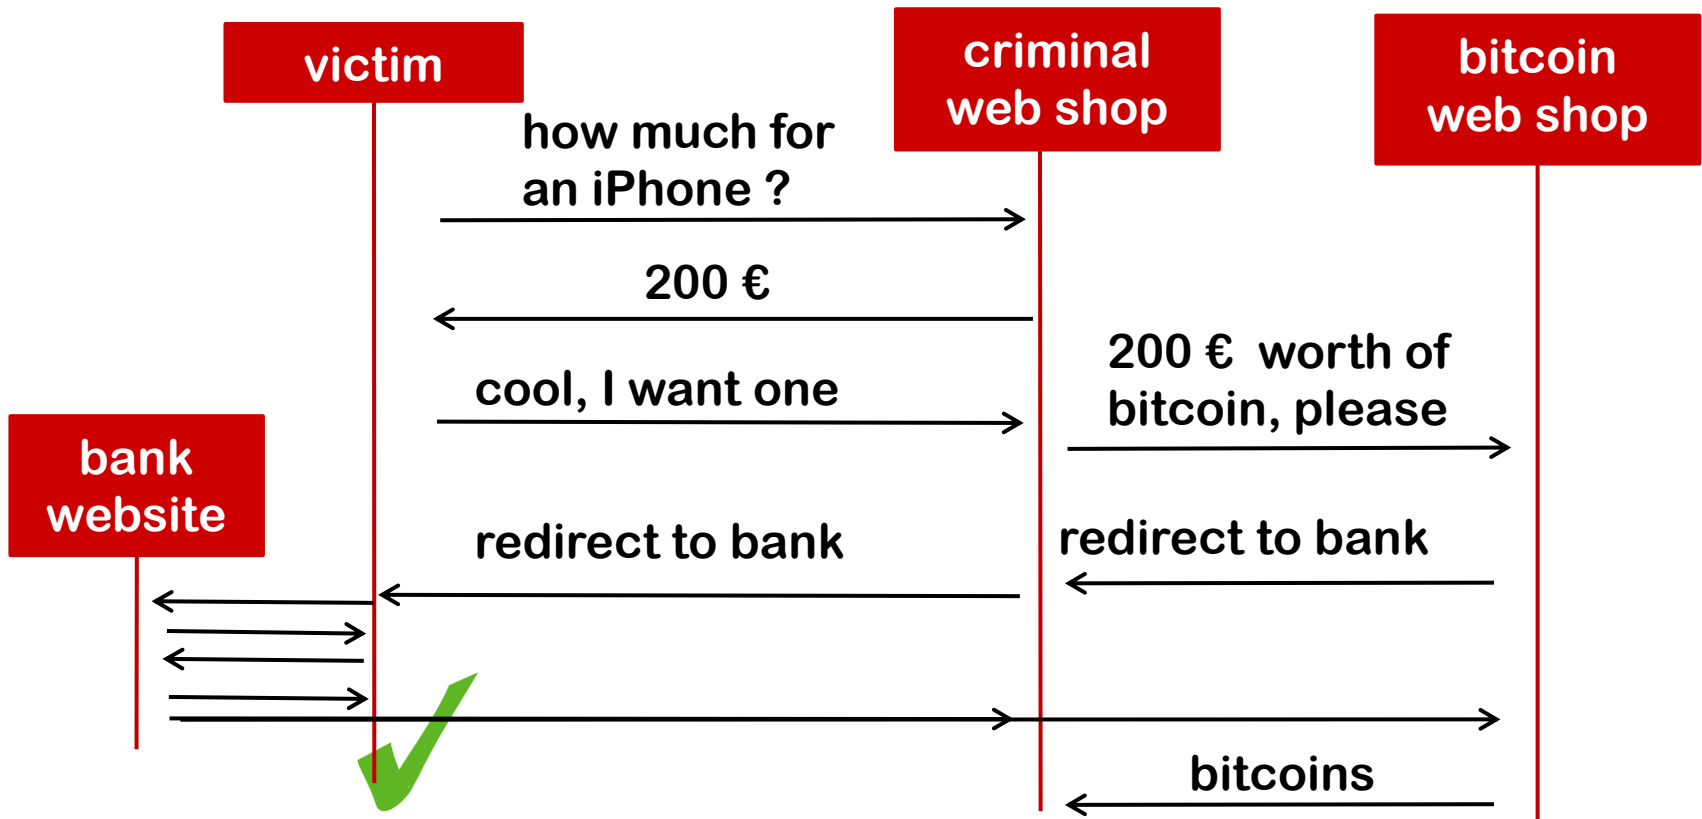 victim
criminal
web shop
bitcoin
web shop
how much for
an iPhone ?
200 €
cool, I want one
200 € worth of
bitcoin, please
bank
website
redirect to bank
redirect to bank
bitcoins